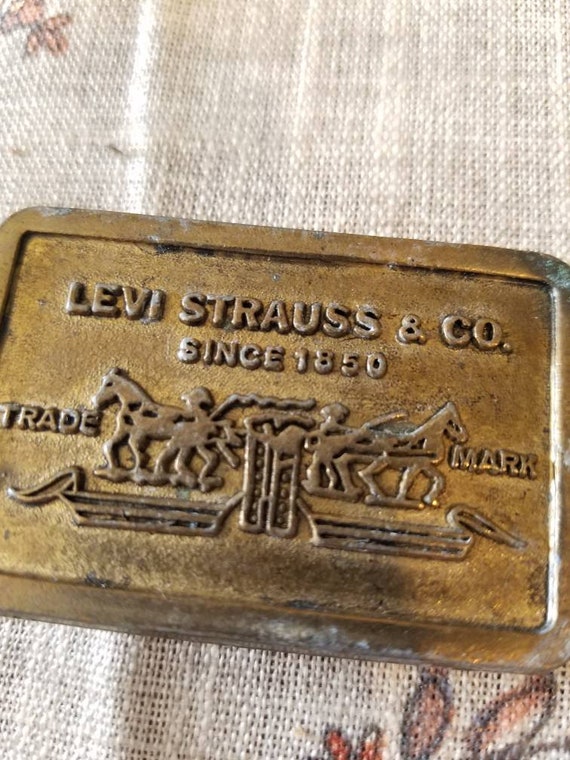 LEVI STRAUSS & CO.
SINCE 1850
TRADE MARK